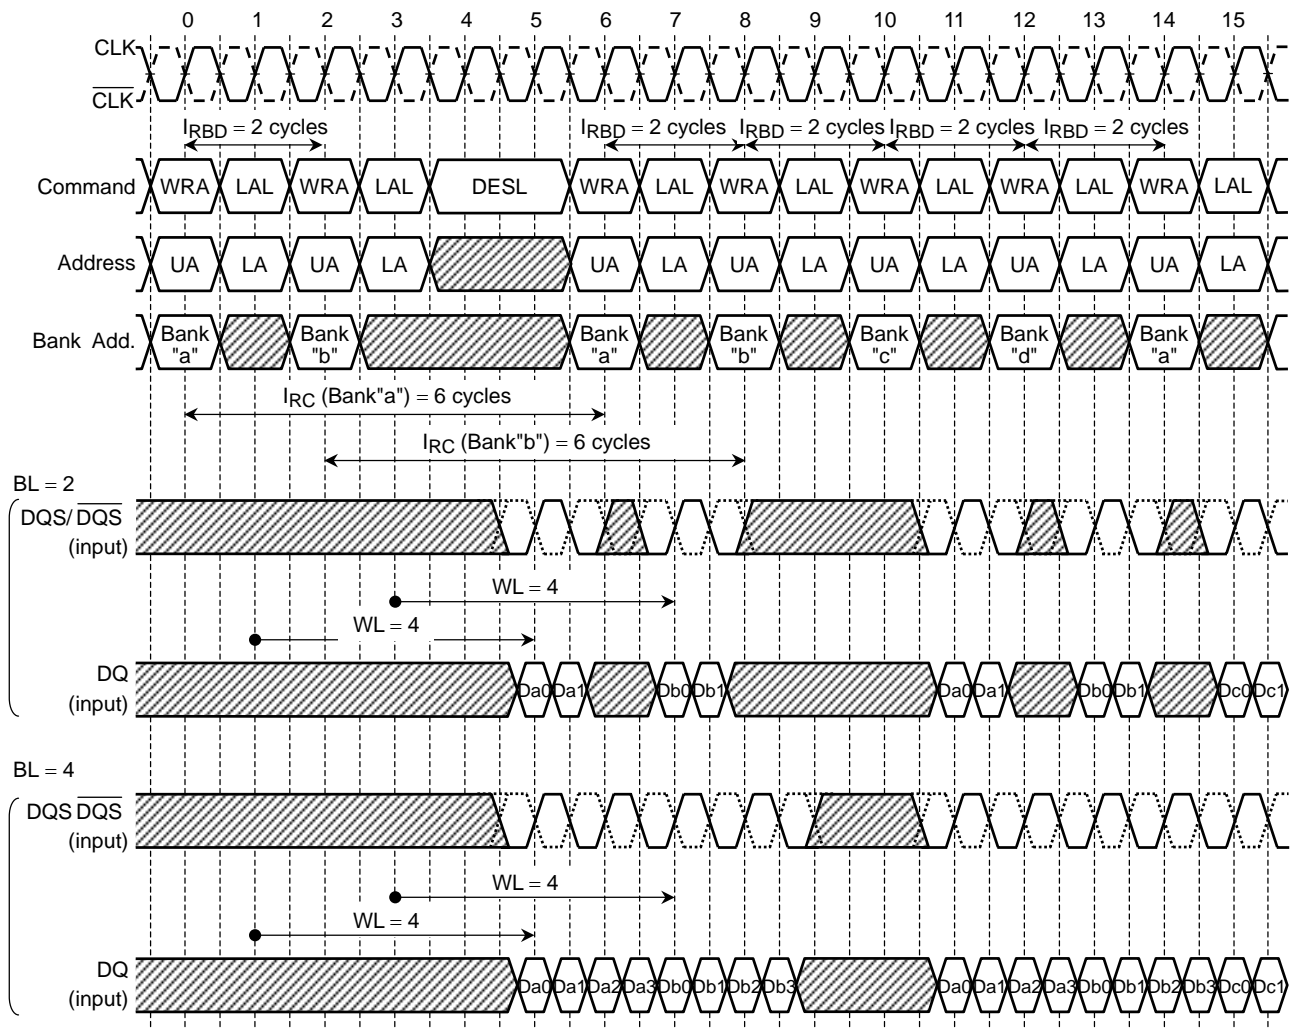 0 1 2 3 4 5 6 7 8 9 10 11 12 13 14 15
CLK
CLK
IRBD = 2 cycles IRBD = 2 cycles IRBD = 2 cycles IRBD = 2 cycles IRBD = 2 cycles
Command WRA LAL WRA LAL DESL WRA LAL WRA LAL WRA LAL WRA LAL WRA LAL
Address UA LA UA LA UA LA UA LA UA LA UA LA UA LA
Bank Add. Bank "a" Bank "b" Bank "a" Bank "b" Bank "c" Bank "d" Bank "a"
IRC (Bank"a") = 6 cycles
IRC (Bank"b") = 6 cycles
BL = 2
DQS/ DQS
(input)
WL = 4
WL = 4
DQ
(input)
Da0 Da1 Db0 Db1 Da0 Da1 Db0 Db1 Dc0 Dc1
BL = 4
DQS DQS
(input)
WL = 4
WL = 4
DQ
(input)
Da0 Da1 Da2 Da3 Db0 Db1 Db2 Db3 Da0 Da1 Da2 Da3 Db0 Db1 Db2 Db3 Dc0 Dc1